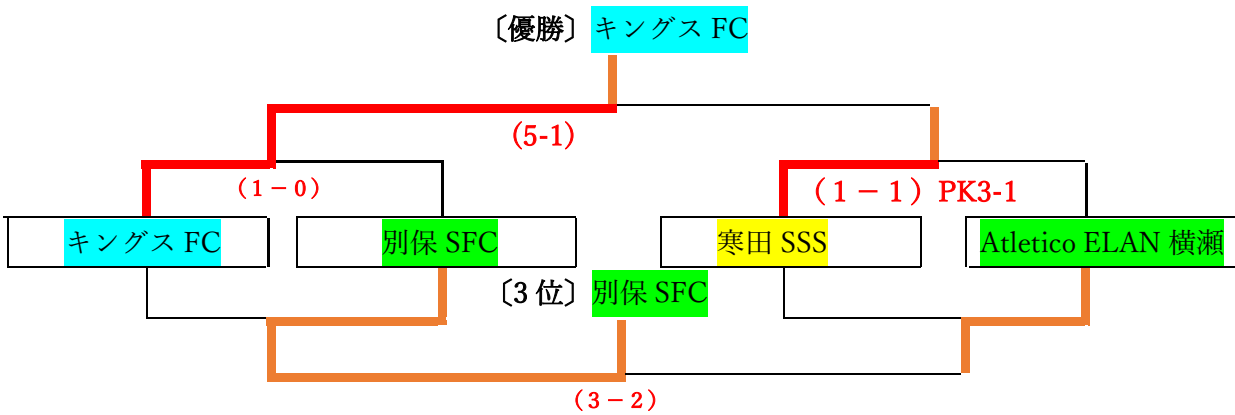 〔優勝〕キングス FC
(5-1)
（１－０）
（１－１）PK3-1
キングス FC
別保 SFC
寒田 SSS
Atletico ELAN 横瀬
〔3 位〕別保 SFC
（３－２）